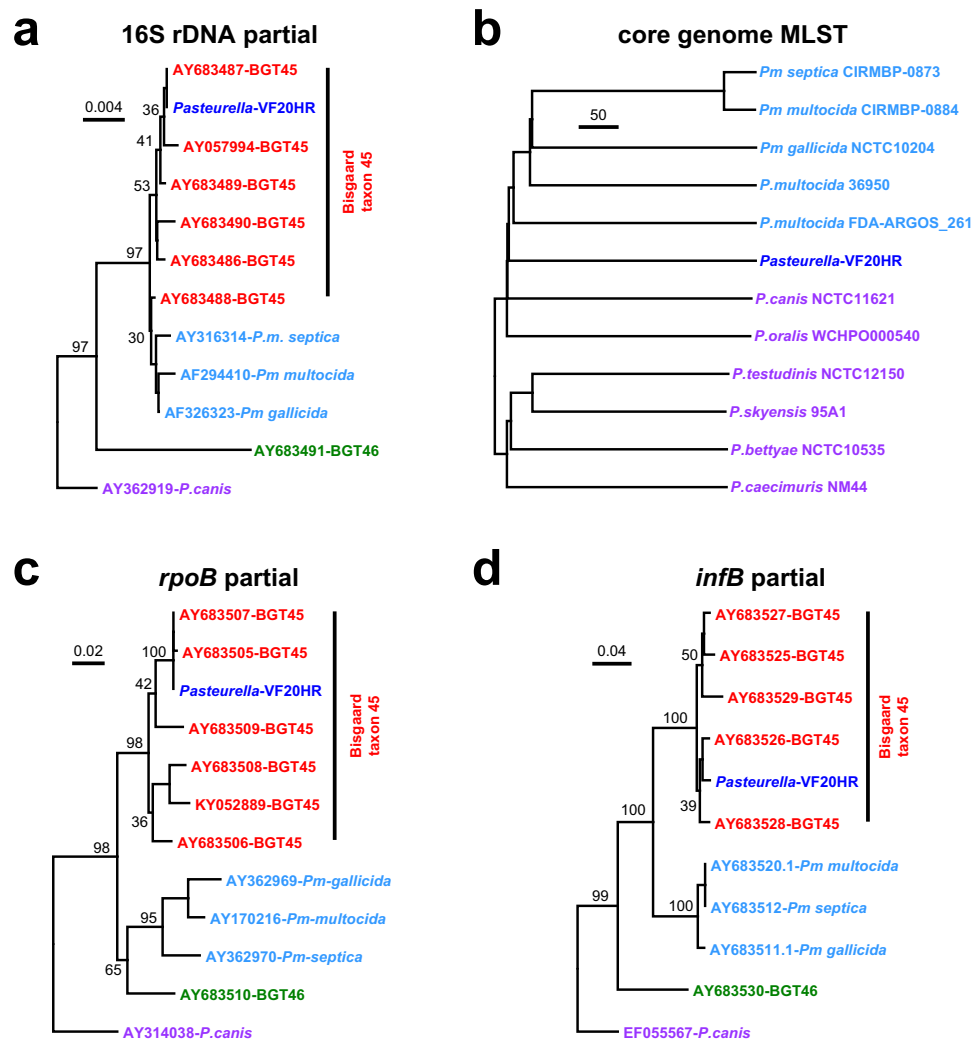 a
16S rDNA partial
0.004
AY683487-BGT45
36
Pasteurella-VF20HR
41
AY057994-BGT45
53
AY683489-BGT45
AY683490-BGT45
97
AY683486-BGT45
AY683488-BGT45
Bisgaard
taxon 45
30
AY316314-P.m. septica
97
AF294410-Pm multocida
AF326323-Pm gallicida
AY683491-BGT46
AY362919-P.canis
b
core genome MLST
50
Pm septica CIRMBP-0873
Pm multocida CIRMBP-0884
Pm gallicida NCTC10204
P.multocida 36950
P.multocida FDA-ARGOS_261
Pasteurella-VF20HR
P.canis NCTC11621
P.oralis WCHPO000540
P.testudinis NCTC12150
P.skyensis 95A1
P.bettyae NCTC10535
P.caecimuris NM44
c
rpoB partial
0.02
AY683507-BGT45
100
AY683505-BGT45
42
Pasteurella-VF20HR
AY683509-BGT45
98
AY683508-BGT45
KY052889-BGT45
36
AY683506-BGT45
Bisgaard
taxon 45
98
AY362969-Pm-gallicida
95
AY170216-Pm-multocida
AY362970-Pm-septica
65
AY683510-BGT46
AY314038-P.canis
d
infB partial
0.04
AY683527-BGT45
50
AY683525-BGT45
AY683529-BGT45
100
AY683526-BGT45
Pasteurella-VF20HR
39
AY683528-BGT45
Bisgaard
taxon 45
100
AY683520.1-Pm multocida
99
100
AY683512-Pm septica
AY683511.1-Pm gallicida
AY683530-BGT46
EF055567-P.canis